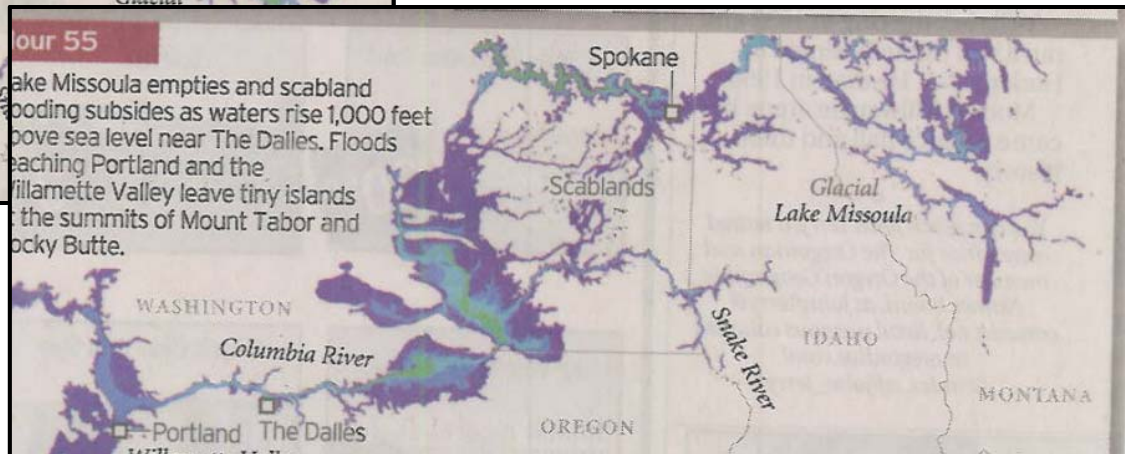 Glacial
our 55
ake Missoula empties and scabland
ooding subsides as waters rise 1,000 feet
bove sea level near The Dalles. Floods
eaching Portland and the
illamette Valley leave tiny islands
t the summits of Mount Tabor and
ocky Butte.
Spokane
Scablands
Glacial
Lake Missoula
WASHINGTON
Columbia River
Snake River
IDAHO
MONTANA
Portland
The Dalles
OREGON